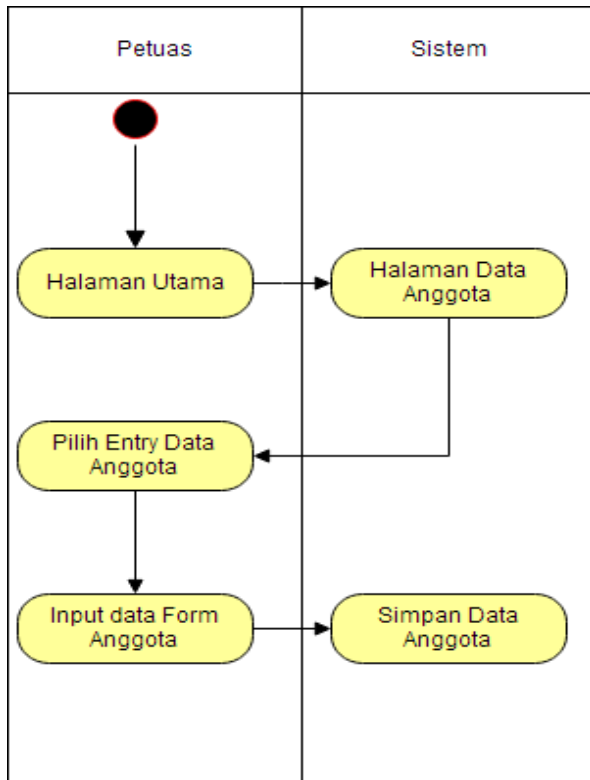 Petuas
Sistem
Halaman Utama
Halaman Data
Anggota
Pilih Entry Data
Anggota
Input data Form
Anggota
Simpan Data
Anggota